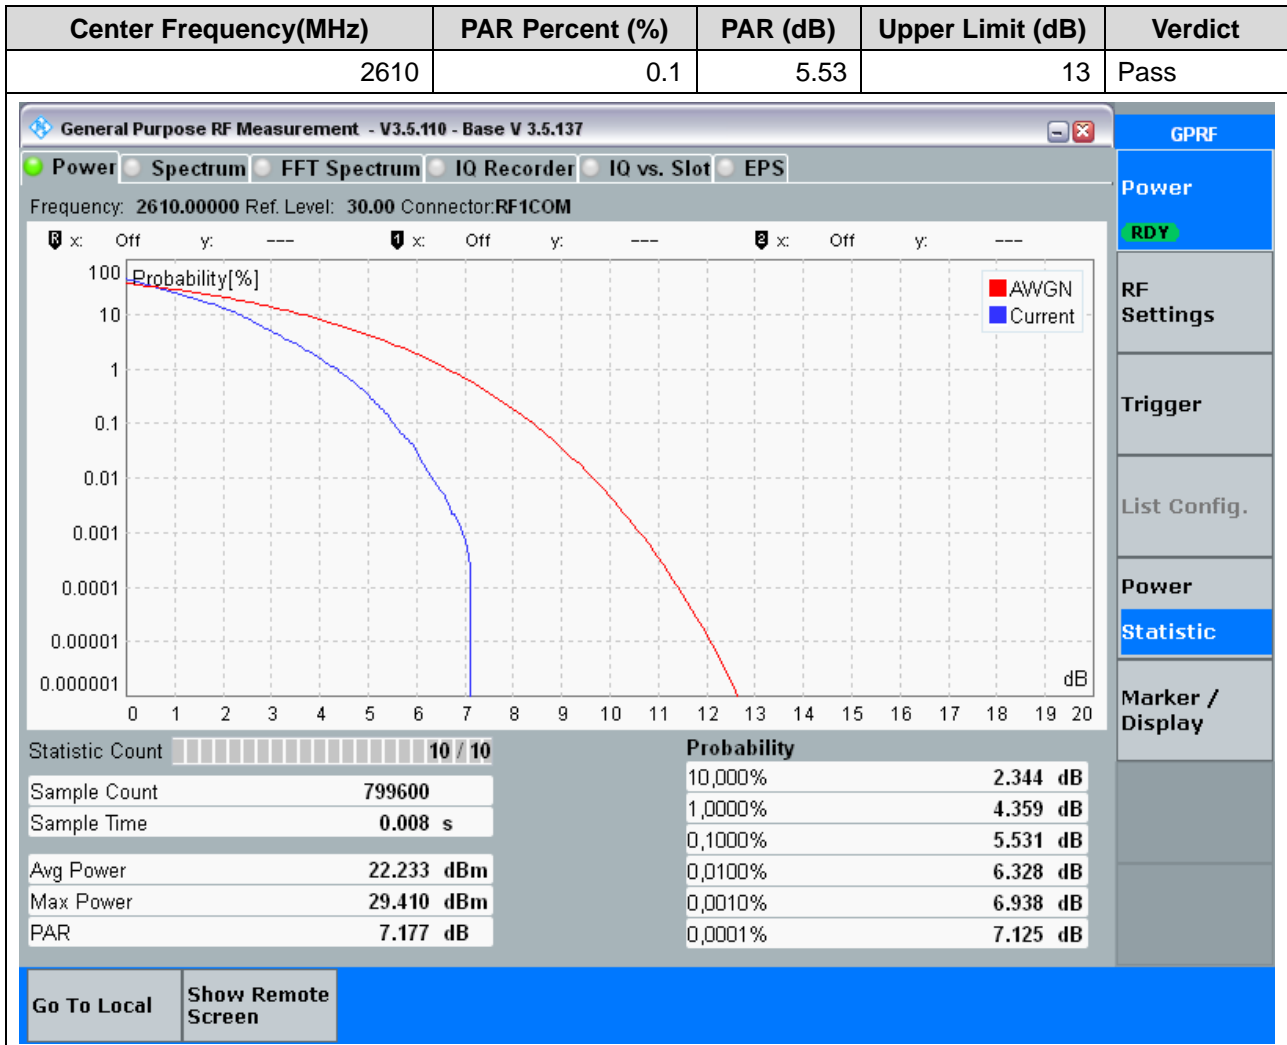 Center Frequency(MHz) PAR Percent (%) PAR (dB) Upper Limit (dB) Verdict
2610 0.1 5.53 13 Pass
General Purpose RF Measurement - V3.5.110 - Base V 3.5.137
GPRF
Power Spectrum FFT Spectrum IQ Recorder IQ vs. Slot EPS
Power
RDY
Frequency: 2610.00000 Ref. Level: 30.00 Connector:RF1COM
R x: Off y: --- 1 x: Off y: --- 2 x: Off y: ---
Probability[%]
AWGN
Current
100
10
1
0.1
0.01
0.001
0.0001
0.00001
0.000001
dB
0 1 2 3 4 5 6 7 8 9 10 11 12 13 14 15 16 17 18 19 20
RF
Settings
Trigger
List Config.
Power
Statistic
Marker /
Display
Statistic Count 10 / 10
Sample Count 799600
Sample Time 0.008 s
Avg Power 22.233 dBm
Max Power 29.410 dBm
PAR 7.177 dB
Probability
10,000% 2.344 dB
1,0000% 4.359 dB
0,1000% 5.531 dB
0,0100% 6.328 dB
0,0010% 6.938 dB
0,0001% 7.125 dB
Go To Local
Show Remote
Screen